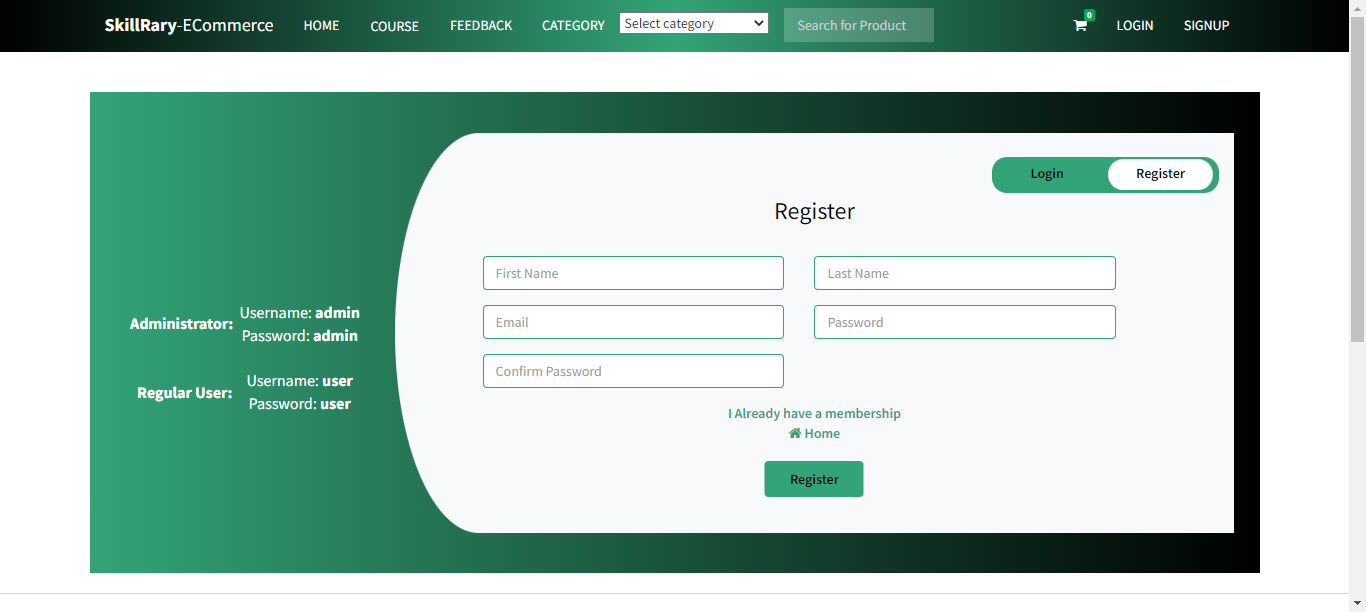 SkillRary-ECommerce HOME COURSE FEEDBACK CATEGORY Select category Search for Product 0 LOGIN SIGNUP
Login Register
Register
First Name Last Name
Email Password
Confirm Password
Administrator: Username: admin
Password: admin
Regular User: Username: user
Password: user
I Already have a membership
Home
Register